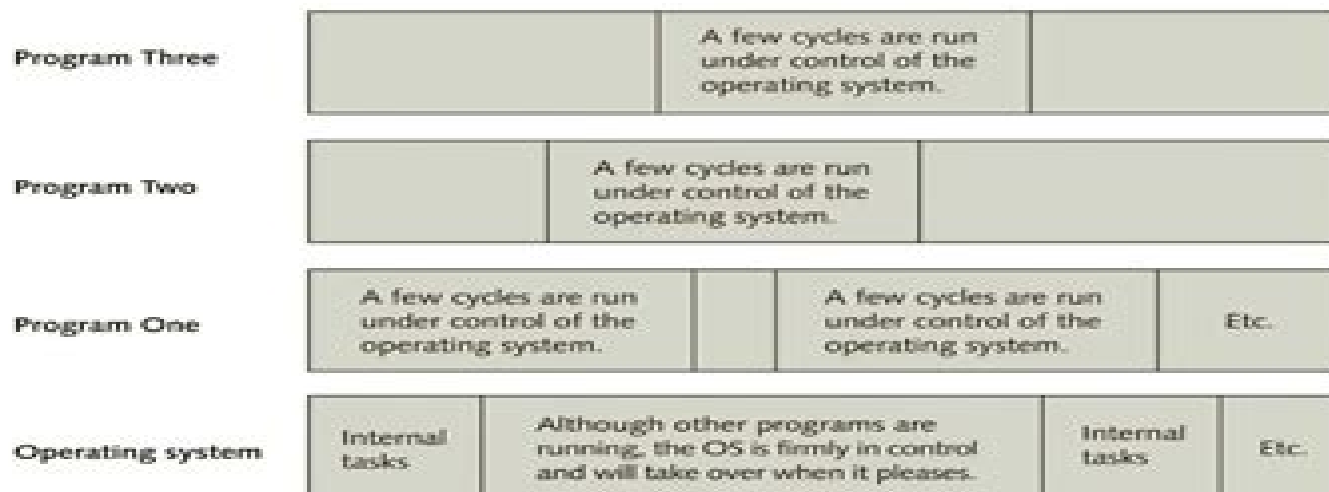 Program Three
A few cycles are run
under control of the
operating system.
Program Two
A few cycles are run
under control of the
operating system.
Program One
A few cycles are run
under control of the
operating system.
A few cycles are run
under control of the
operating system.
Etc.
Operating system
Internal
tasks
Although other programs are
running, the OS is firmly in control
and will take over when it pleases.
Internal
tasks
Etc.